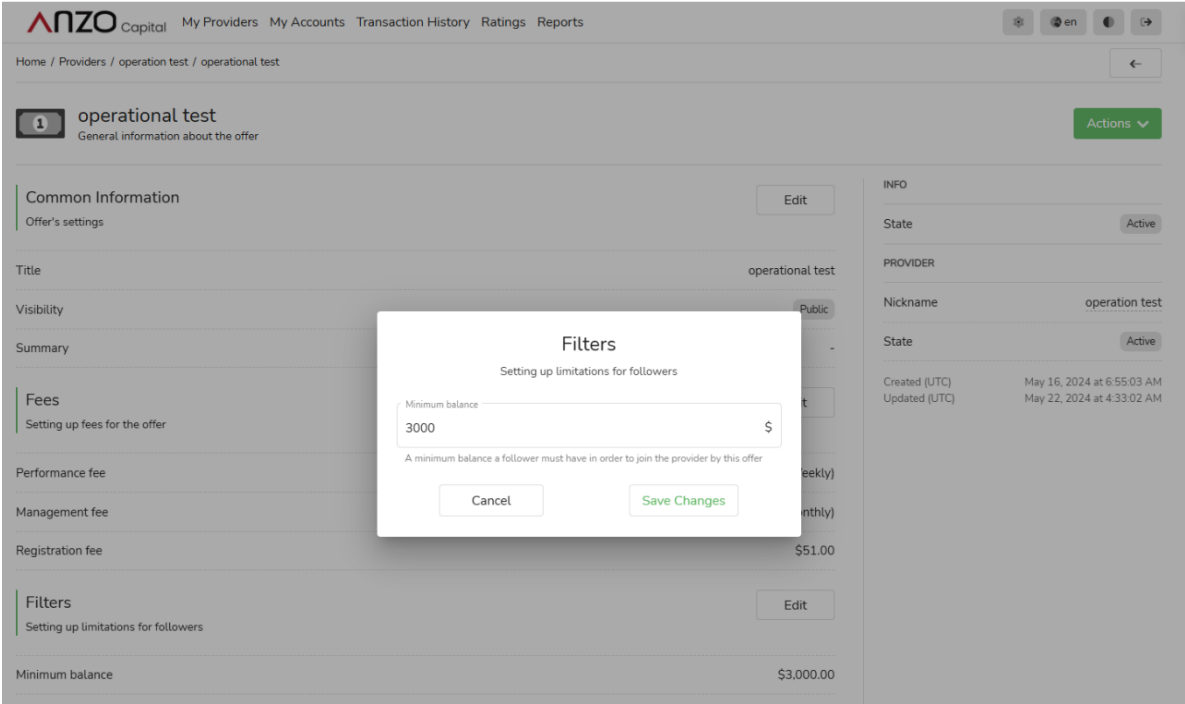 ANZO Capital My Providers My Accounts Transaction History Ratings Reports en
Home / Providers / operation test / operational test
1
operational test
General information about the offer
Actions
Common Information
Offer's settings
Edit
Title operational test
Visibility Public
Summary -
Fees
Setting up fees for the offer
t
Performance fee eekly)
Management fee onthly)
Registration fee $51.00
Filters
Setting up limitations for followers
Edit
Minimum balance $3,000.00
Filters
Setting up limitations for followers
Minimum balance
3000 $
A minimum balance a follower must have in order to join the provider by this offer
Cancel Save Changes
INFO
State Active
PROVIDER
Nickname operation test
State Active
Created (UTC) May 16, 2024 at 6:55:03 AM
Updated (UTC) May 22, 2024 at 4:33:02 AM